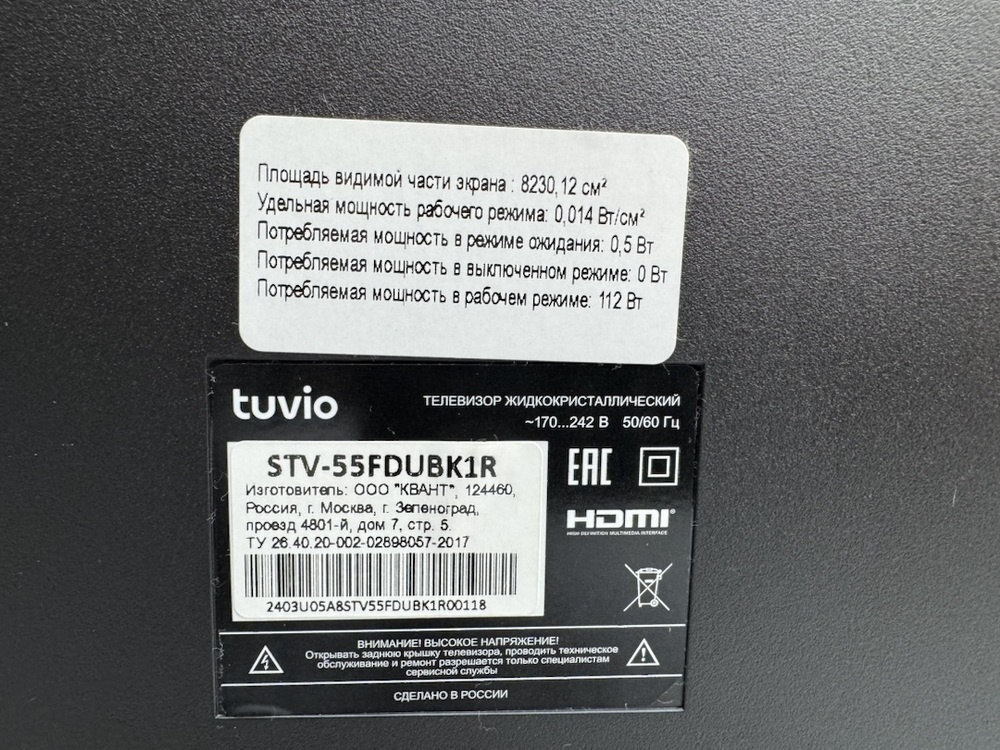 Площадь видимой части экрана : 8230,12 см²
Удельная мощность рабочего режима: 0,014 Вт/см²
Потребляемая мощность в режиме ожидания: 0,5 Вт
Потребляемая мощность в выключенном режиме: 0 Вт
Потребляемая мощность в рабочем режиме: 112 Вт
tuvio
ТЕЛЕВИЗОР ЖИДКОКРИСТАЛЛИЧЕСКИЙ
~170...242 В 50/60 Гц
STV-55FDUBK1R
Изготовитель: ООО "КВАНТ", 124460,
Россия, г. Москва, г. Зеленоград,
проезд 4801-й, дом 7, стр. 5.
ТУ 26.40.20-002-02898057-2017
2403U05A8STV55FDUBK1R00118
EAC
HDMI®
HIGH DEFINITION MULTIMEDIA INTERFACE
ВНИМАНИЕ! ВЫСОКОЕ НАПРЯЖЕНИЕ!
Открывать заднюю крышку телевизора, проводить техническое
обслуживание и ремонт разрешается только специалистам
сервисной службы
СДЕЛАНО В РОССИИ